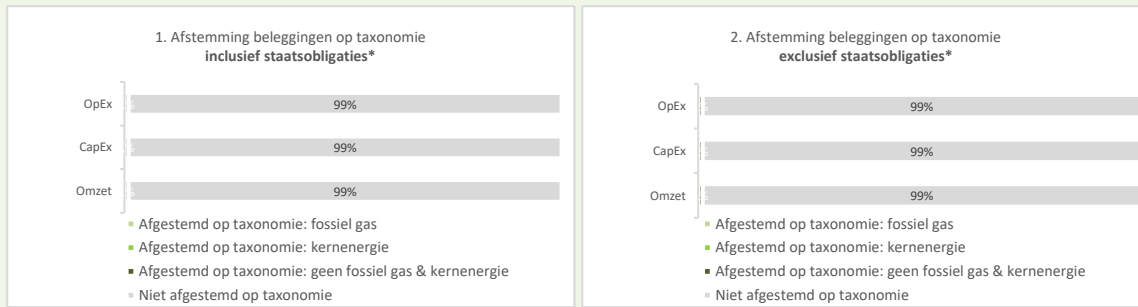 1. Afstemming beleggingen op taxonomie
inclusief staatsobligaties*
OpEx
99%
CapEx
99%
Omzet
99%
Afgestemd op taxonomie: fossiel gas
Afgestemd op taxonomie: kernenergie
Afgestemd op taxonomie: geen fossiel gas & kernenergie
Niet afgestemd op taxonomie
2. Afstemming beleggingen op taxonomie
exclusief staatsobligaties*
OpEx
99%
CapEx
99%
Omzet
99%
Afgestemd op taxonomie: fossiel gas
Afgestemd op taxonomie: kernenergie
Afgestemd op taxonomie: geen fossiel gas & kernenergie
Niet afgestemd op taxonomie